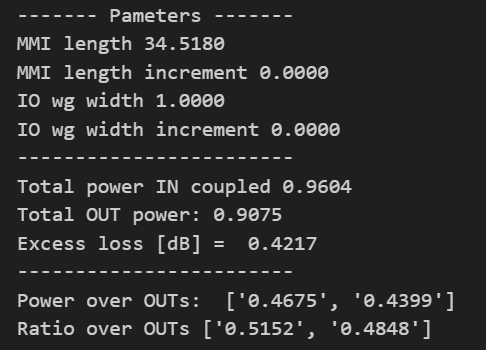 ------- Pameters -------
MMI length 34.5180
MMI length increment 0.0000
IO wg width 1.0000
IO wg width increment 0.0000
------------------------
Total power IN coupled 0.9604
Total OUT power: 0.9075
Excess loss [dB] =  0.4217
------------------------
Power over OUTs:  ['0.4675', '0.4399']
Ratio over OUTs ['0.5152', '0.4848']